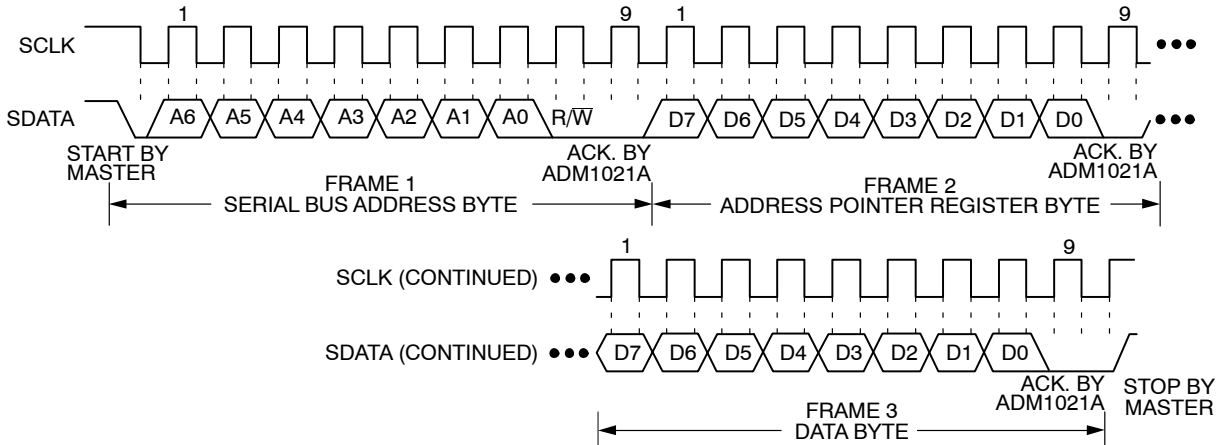 1 9 1 9
SCLK
SDATA A6 A5 A4 A3 A2 A1 A0 R/W̅ D7 D6 D5 D4 D3 D2 D1 D0
START BY
MASTER
ACK. BY
ADM1021A
ACK. BY
ADM1021A
FRAME 1
SERIAL BUS ADDRESS BYTE
FRAME 2
ADDRESS POINTER REGISTER BYTE
1 9
SCLK (CONTINUED)
SDATA (CONTINUED) D7 D6 D5 D4 D3 D2 D1 D0
ACK. BY
ADM1021A
STOP BY
MASTER
FRAME 3
DATA BYTE